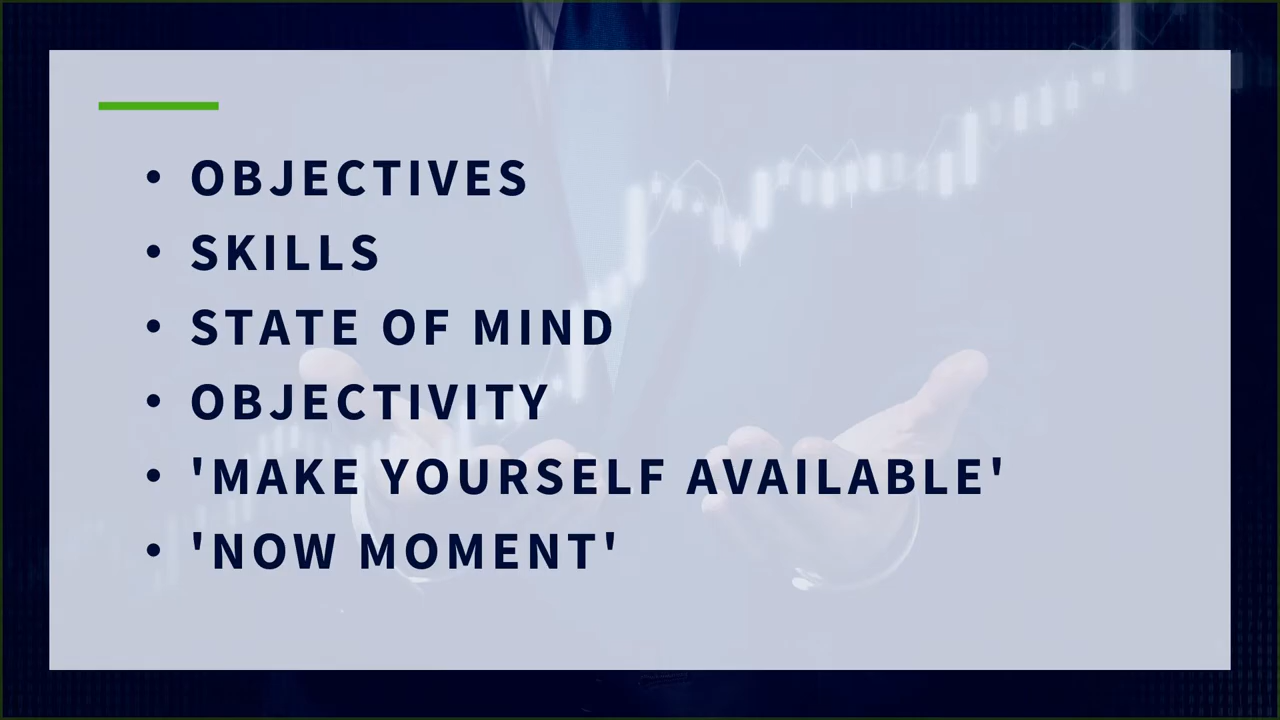 • OBJECTIVES
• SKILLS
• STATE OF MIND
• OBJECTIVITY
• 'MAKE YOURSELF AVAILABLE'
• 'NOW MOMENT'